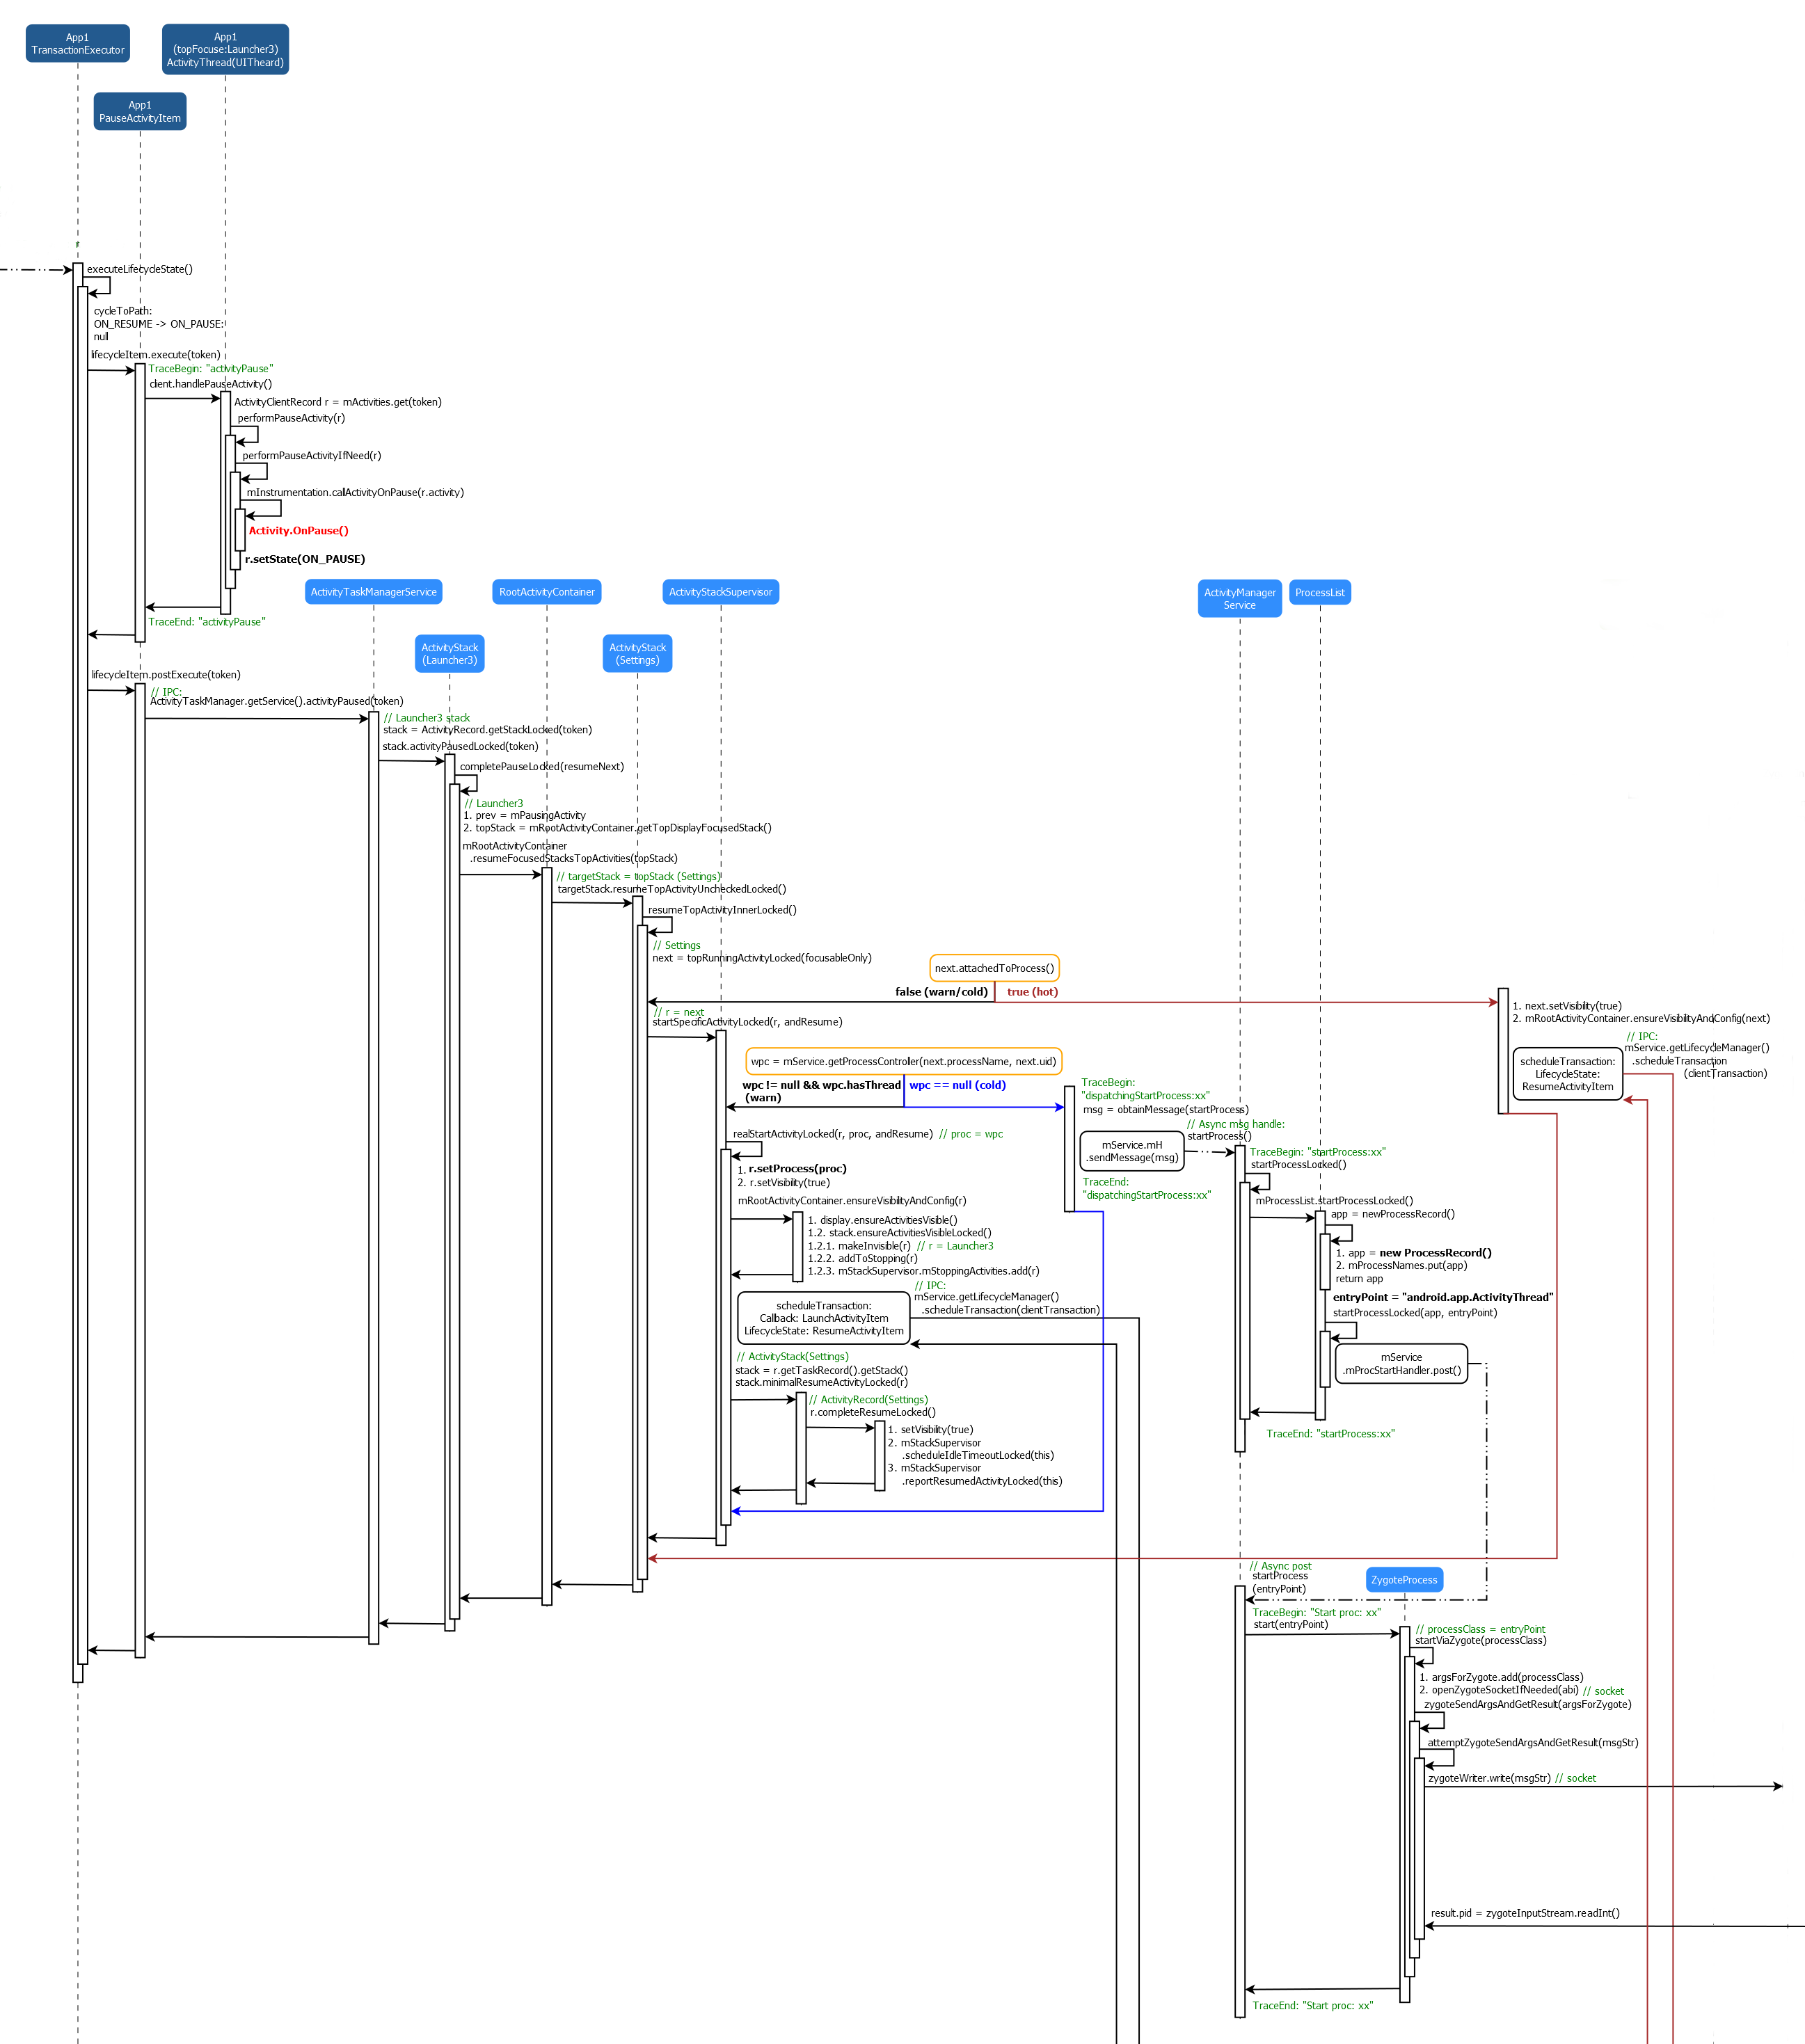 App1
TransactionExecutor
App1
(topFocuse:Launcher3)
ActivityThread(UITheard)
App1
PauseActivityItem
executeLifecycleState()
cycleToPath:
ON_RESUME -> ON_PAUSE:
null
lifecycleItem.execute(token)
TraceBegin: "activityPause"
client.handlePauseActivity()
ActivityClientRecord r = mActivities.get(token)
performPauseActivity(r)
performPauseActivityIfNeed(r)
mInstrumentation.callActivityOnPause(r.activity)
Activity.OnPause()
r.setState(ON_PAUSE)
ActivityTaskManagerService
RootActivityContainer
ActivityStackSupervisor
ActivityManager
Service
ProcessList
TraceEnd: "activityPause"
ActivityStack
(Launcher3)
ActivityStack
(Settings)
lifecycleItem.postExecute(token)
// IPC:
ActivityTaskManager.getService().activityPaused(token)
// Launcher3 stack
stack = ActivityRecord.getStackLocked(token)
stack.activityPausedLocked(token)
completePauseLocked(resumeNext)
// Launcher3
1. prev = mPausingActivity
2. topStack = mRootActivityContainer.getTopDisplayFocusedStack()
mRootActivityContainer
.resumeFocusedStacksTopActivities(topStack)
// targetStack = topStack (Settings)
targetStack.resumeTopActivityUncheckedLocked()
resumeTopActivityInnerLocked()
// Settings
next = topRunningActivityLocked(focusableOnly)
next.attachedToProcess()
false (warn/cold)
true (hot)
1. next.setVisibility(true)
2. mRootActivityContainer.ensureVisibilityAndConfig(next)
// r = next
startSpecificActivityLocked(r, andResume)
// IPC:
mService.getLifecycleManager()
.scheduleTransaction
(clientTransaction)
scheduleTransaction:
LifecycleState:
ResumeActivityItem
wpc = mService.getProcessController(next.processName, next.uid)
wpc != null && wpc.hasThread
(warn)
wpc == null (cold)
TraceBegin:
"dispatchingStartProcess:xx"
msg = obtainMessage(startProcess)
// Async msg handle:
startProcess()
mService.mH
.sendMessage(msg)
TraceEnd:
"dispatchingStartProcess:xx"
TraceBegin: "startProcess:xx"
startProcessLocked()
mProcessList.startProcessLocked()
app = newProcessRecord()
1. app = new ProcessRecord()
2. mProcessNames.put(app)
return app
entryPoint = "android.app.ActivityThread"
startProcessLocked(app, entryPoint)
mService
.mProcStartHandler.post()
TraceEnd: "startProcess:xx"
realStartActivityLocked(r, proc, andResume) // proc = wpc
1. r.setProcess(proc)
2. r.setVisibility(true)
mRootActivityContainer.ensureVisibilityAndConfig(r)
1. display.ensureActivitiesVisible()
1.2. stack.ensureActivitiesVisibleLocked()
1.2.1. makeInvisible(r) // r = Launcher3
1.2.2. addToStopping(r)
1.2.3. mStackSupervisor.mStoppingActivities.add(r)
// IPC:
mService.getLifecycleManager()
.scheduleTransaction(clientTransaction)
scheduleTransaction:
Callback: LaunchActivityItem
LifecycleState: ResumeActivityItem
// ActivityStack(Settings)
stack = r.getTaskRecord().getStack()
stack.minimalResumeActivityLocked(r)
// ActivityRecord(Settings)
r.completeResumeLocked()
1. setVisibility(true)
2. mStackSupervisor
.scheduleIdleTimeoutLocked(this)
3. mStackSupervisor
.reportResumedActivityLocked(this)
// Async post
startProcess
(entryPoint)
ZygoteProcess
TraceBegin: "Start proc: xx"
start(entryPoint)
// processClass = entryPoint
startViaZygote(processClass)
1. argsForZygote.add(processClass)
2. openZygoteSocketIfNeeded(abi) // socket
zygoteSendArgsAndGetResult(argsForZygote)
attemptZygoteSendArgsAndGetResult(msgStr)
zygoteWriter.write(msgStr) // socket
result.pid = zygoteInputStream.readInt()
TraceEnd: "Start proc: xx"